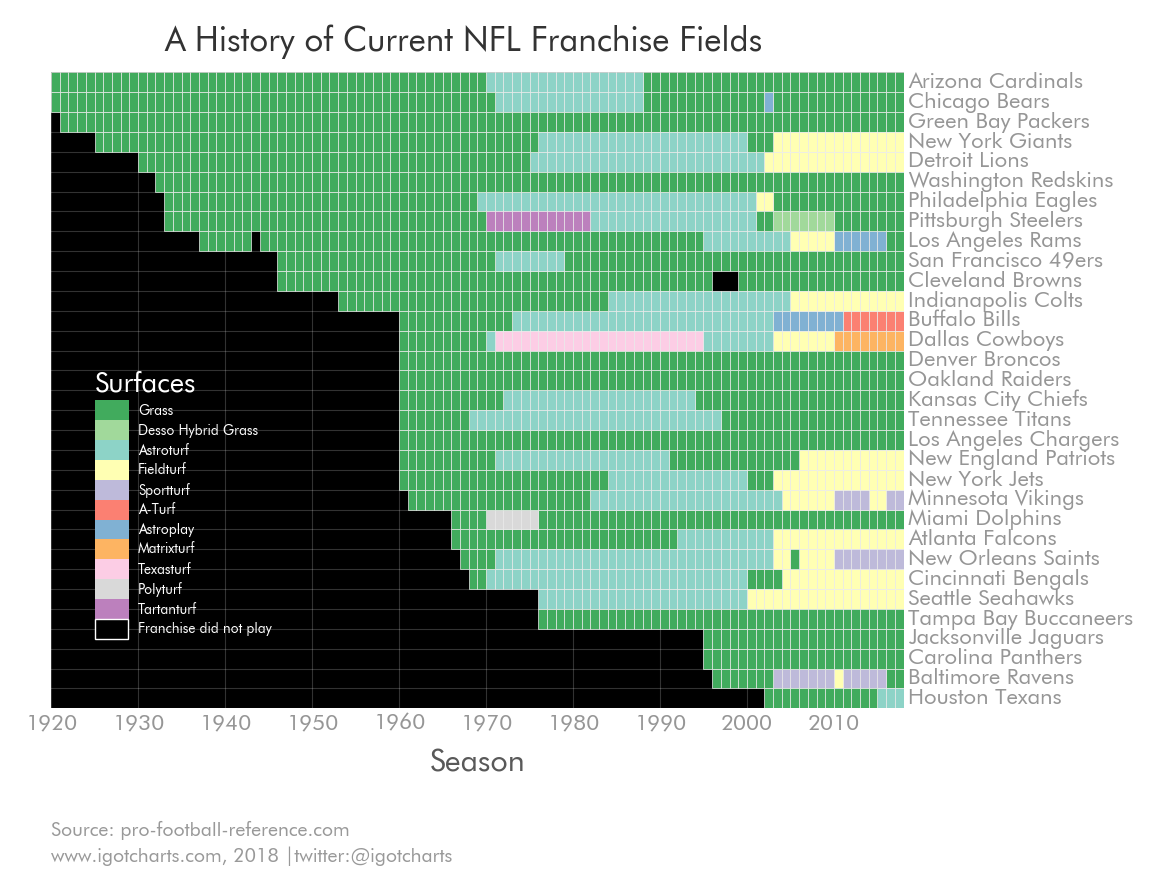 A History of Current NFL Franchise Fields
Arizona Cardinals
Chicago Bears
Green Bay Packers
New York Giants
Detroit Lions
Washington Redskins
Philadelphia Eagles
Pittsburgh Steelers
Los Angeles Rams
San Francisco 49ers
Cleveland Browns
Indianapolis Colts
Buffalo Bills
Dallas Cowboys
Denver Broncos
Oakland Raiders
Kansas City Chiefs
Tennessee Titans
Los Angeles Chargers
New England Patriots
New York Jets
Minnesota Vikings
Miami Dolphins
Atlanta Falcons
New Orleans Saints
Cincinnati Bengals
Seattle Seahawks
Tampa Bay Buccaneers
Jacksonville Jaguars
Carolina Panthers
Baltimore Ravens
Houston Texans
Surfaces
Grass
Desso Hybrid Grass
Astroturf
Fieldturf
Sportturf
A-Turf
Astroplay
Matrixturf
Texasturf
Polyturf
Tartanturf
Franchise did not play
1920 1930 1940 1950 1960 1970 1980 1990 2000 2010
Season
Source: pro-football-reference.com
www.igotcharts.com, 2018 |twitter:@igotcharts